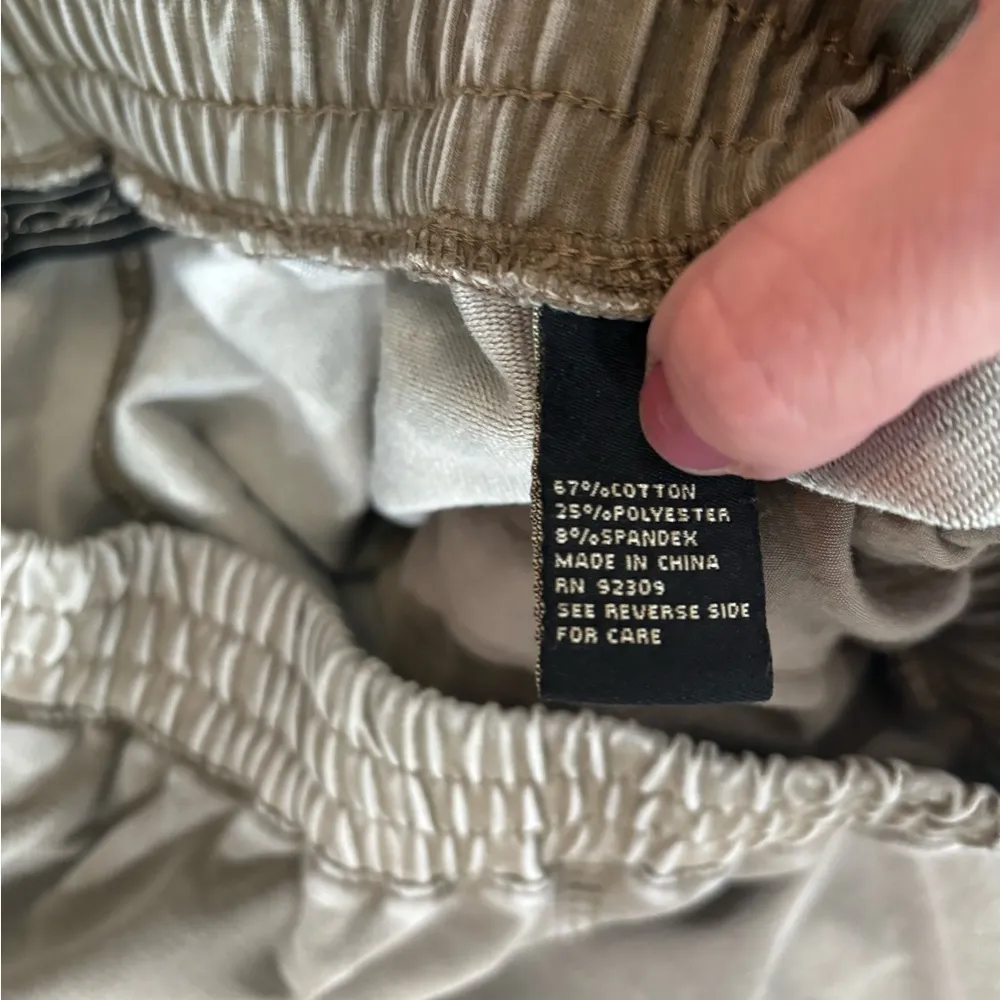 67%COTTON
25%POLYESTER
8%SPANDEX
MADE IN CHINA
RN 92309
SEE REVERSE SIDE
FOR CARE